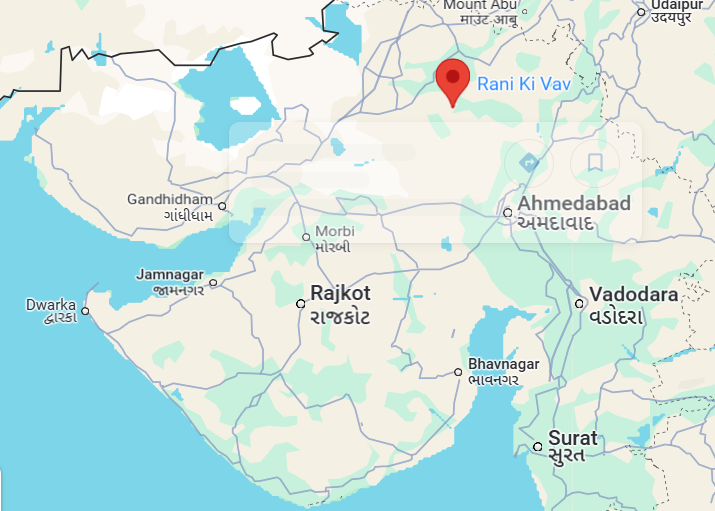 Mount Abu
માઉંટ આબૂ
Udaipur
उदयपुर
Rani Ki Vav
Gandhidham
ગાંધીધામ
Ahmedabad
અમદાવાદ
Morbi
મોરબી
Jamnagar
જામનગર
Rajkot
રાજકોટ
Dwarka
દ્વારકા
Vadodara
વડોદરા
Bhavnagar
ભાવનગર
Surat
સુરત